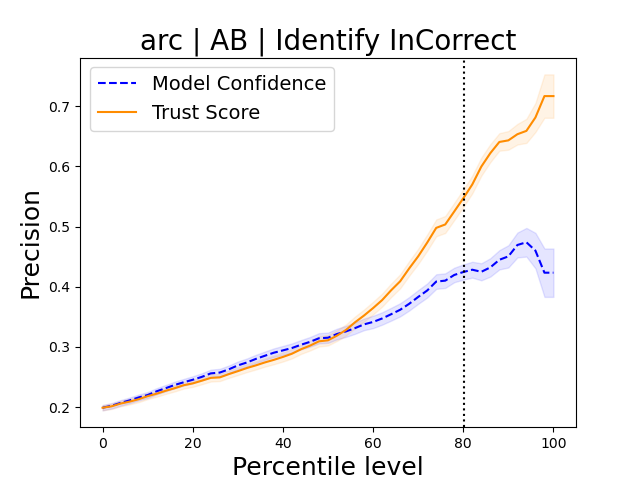 arc | AB | Identify InCorrect
Model Confidence
Trust Score
Precision
0.7
0.6
0.5
0.4
0.3
0.2
0 20 40 60 80 100
Percentile level